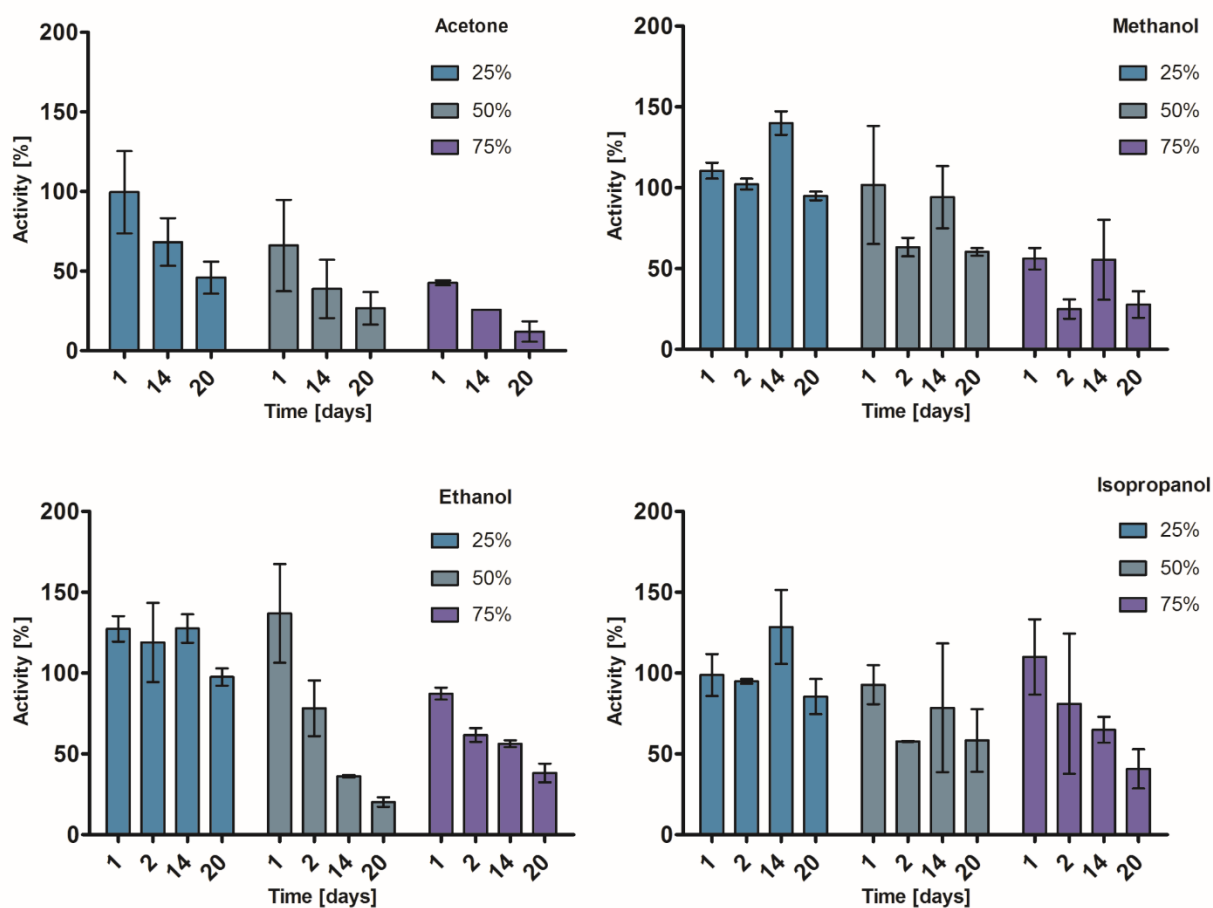 Acetone
25%
50%
75%
200
150
100
50
0
Activity [%]
1 14 20 1 14 20 1 14 20
Time [days]
Methanol
25%
50%
75%
200
150
100
50
0
Activity [%]
1 2 14 20 1 2 14 20 1 2 14 20
Time [days]
Ethanol
25%
50%
75%
200
150
100
50
0
Activity [%]
1 2 14 20 1 2 14 20 1 2 14 20
Time [days]
Isopropanol
25%
50%
75%
200
150
100
50
0
Activity [%]
1 2 14 20 1 2 14 20 1 2 14 20
Time [days]